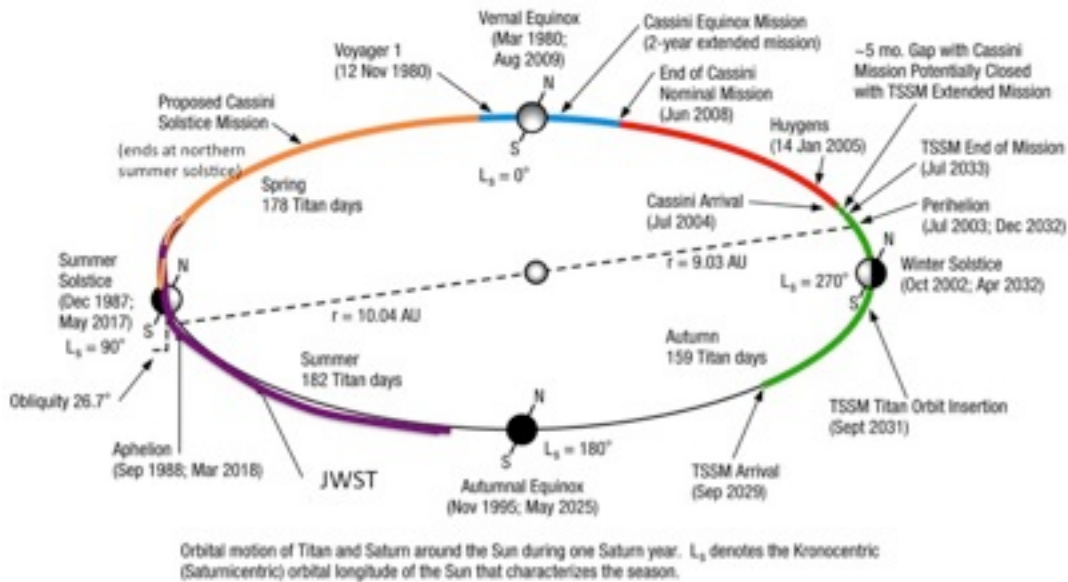 Vernal Equinox
(Mar 1980;
Aug 2009)
Cassini Equinox Mission
(2-year extended mission)
~5 mo. Gap with Cassini
Mission Potentially Closed
with TSSM Extended Mission
Voyager 1
(12 Nov 1980)
End of Cassini
Nominal Mission
(Jun 2008)
Proposed Cassini
Solstice Mission
(ends at northern
summer solstice)
N
S
Huygens
(14 Jan 2005)
TSSM End of Mission
(Jul 2033)
Ls = 0°
Spring
178 Titan days
Cassini Arrival
(Jul 2004)
Perihelion
(Jul 2003; Dec 2032)
Summer
Solstice
(Dec 1987;
May 2017)
N
S
Ls = 90°
r = 9.03 AU
Ls = 270°
N
S
Winter Solstice
(Oct 2002; Apr 2032)
r = 10.04 AU
Obliquity 26.7°
Summer
182 Titan days
Autumn
159 Titan days
TSSM Titan Orbit Insertion
(Sept 2031)
N
S
Ls = 180°
Aphelion
(Sep 1988; Mar 2018)
JWST
Autumnal Equinox
(Nov 1995; May 2025)
TSSM Arrival
(Sep 2029)
Orbital motion of Titan and Saturn around the Sun during one Saturn year. Ls denotes the Kronocentric
(Saturnicentric) orbital longitude of the Sun that characterizes the season.